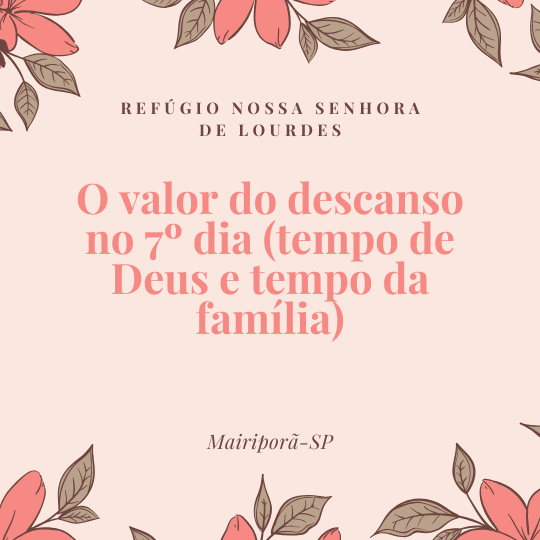 REFÚGIO NOSSA SENHORA
DE LOURDES
O valor do descanso
no 7º dia (tempo de
Deus e tempo da
família)
Mairiporã-SP